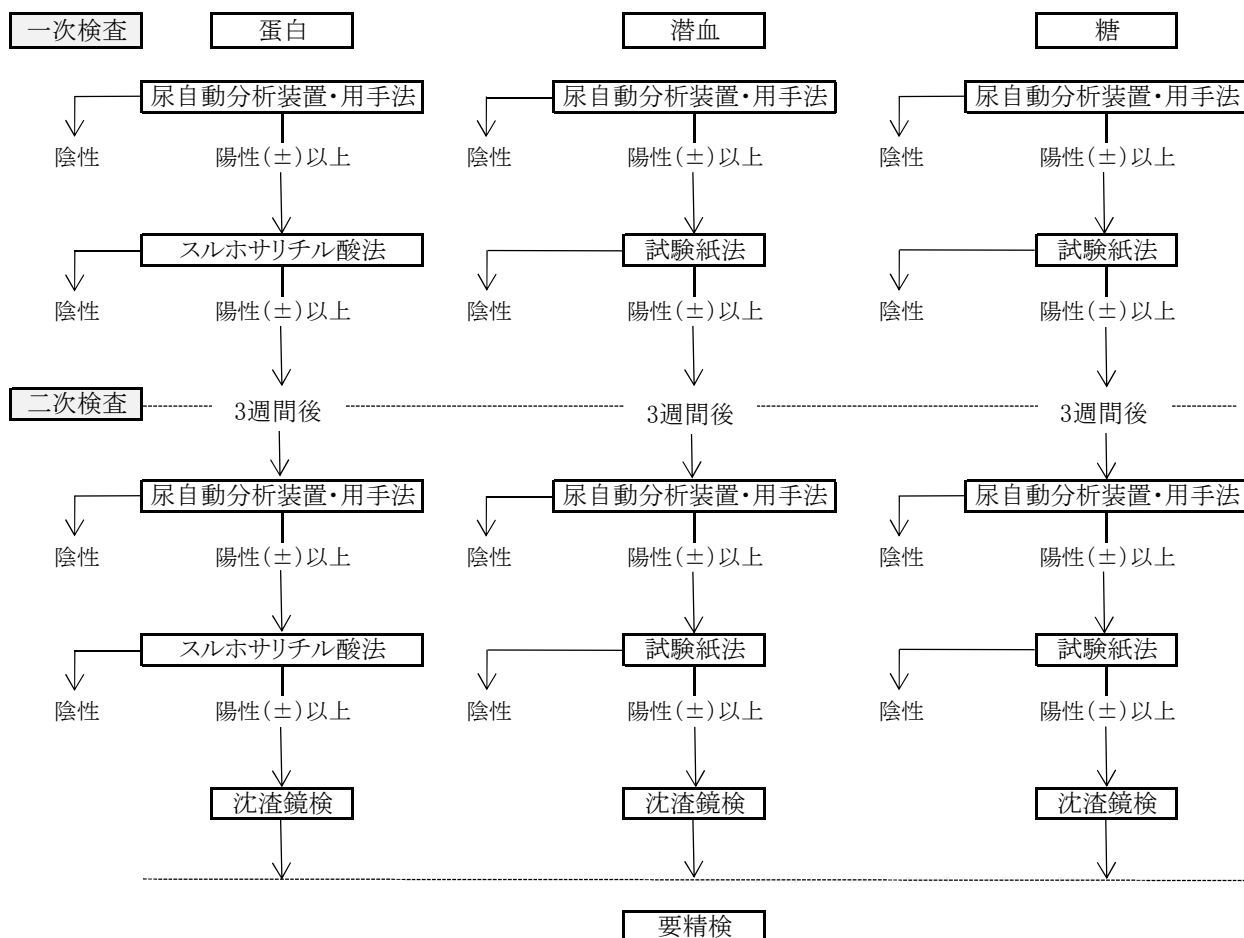 一次検査 蛋白 潜血 糖
尿自動分析装置・用手法 尿自動分析装置・用手法 尿自動分析装置・用手法
陰性 陽性(±)以上 陰性 陽性(±)以上 陰性 陽性(±)以上
スルホサリチル酸法 試験紙法 試験紙法
陰性 陽性(±)以上 陰性 陽性(±)以上 陰性 陽性(±)以上
二次検査 3週間後 3週間後 3週間後
尿自動分析装置・用手法 尿自動分析装置・用手法 尿自動分析装置・用手法
陰性 陽性(±)以上 陰性 陽性(±)以上 陰性 陽性(±)以上
スルホサリチル酸法 試験紙法 試験紙法
陰性 陽性(±)以上 陰性 陽性(±)以上 陰性 陽性(±)以上
沈渣鏡検 沈渣鏡検 沈渣鏡検
要精検